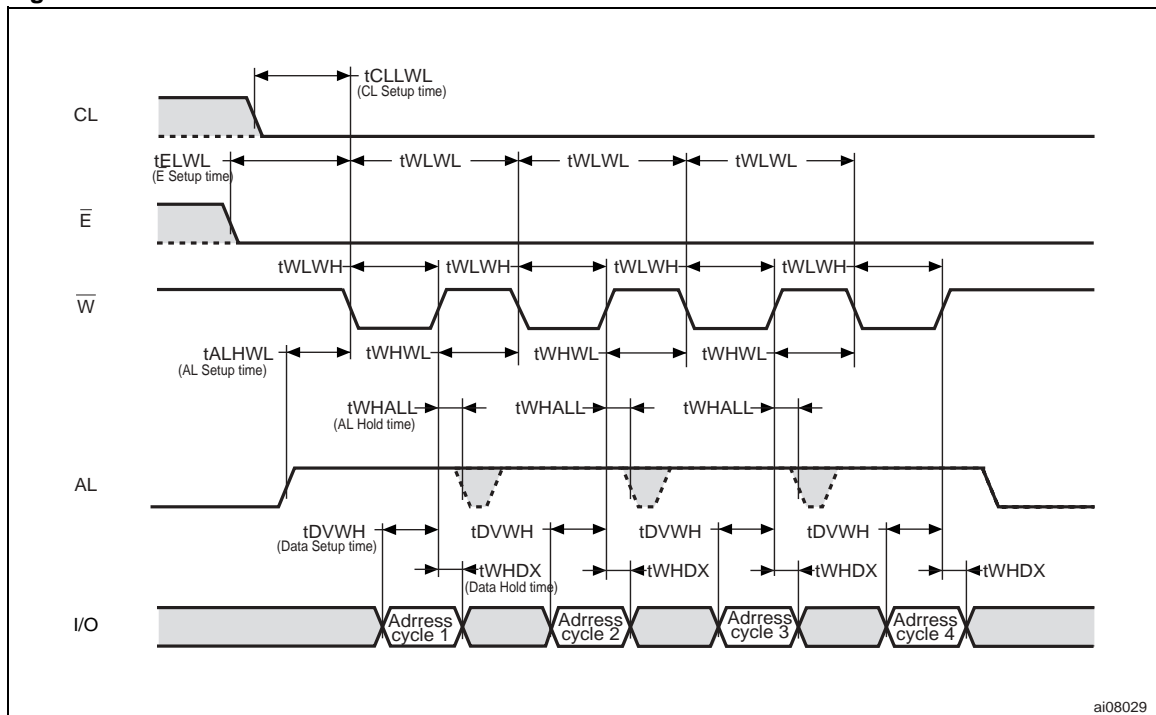 tCLLWL
(CL Setup time)
CL
tELWL
(E Setup time)
tWLWL
tWLWL
tWLWL
E
tWLWH
tWLWH
tWLWH
tWLWH
W
tALHWL
(AL Setup time)
tWHWL
tWHWL
tWHWL
tWHALL
(AL Hold time)
tWHALL
tWHALL
AL
tDVWH
(Data Setup time)
tDVWH
tDVWH
tDVWH
tWHDX
(Data Hold time)
tWHDX
tWHDX
tWHDX
I/O
Adrress
cycle 1
Adrress
cycle 2
Adrress
cycle 3
Adrress
cycle 4
ai08029